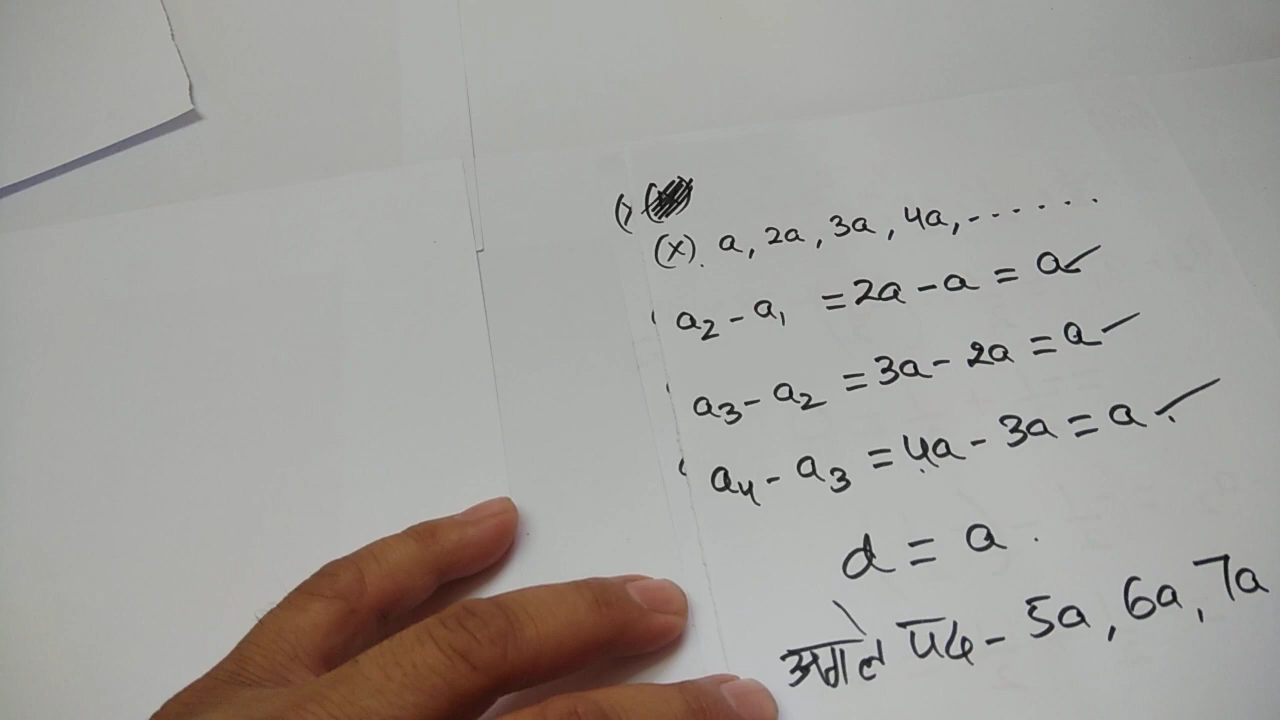 (x). a, 2a, 3a, 4a, - - - - - -
a₂ - a₁ = 2a - a = a ✓
a₃ - a₂ = 3a - 2a = a ✓
a₄ - a₃ = 4a - 3a = a ✓
d = a .
अगले पद - 5a, 6a, 7a